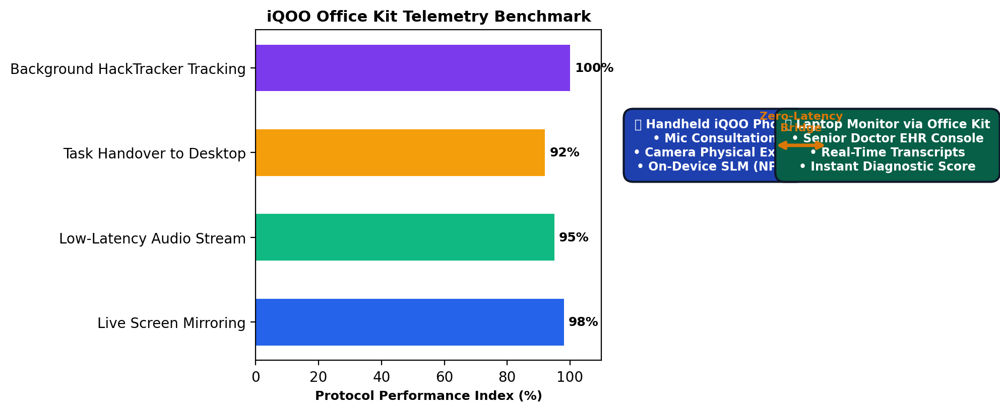 iQOO Office Kit Telemetry Benchmark
Background HackTracker Tracking
100%
Task Handover to Desktop
92%
Low-Latency Audio Stream
95%
Live Screen Mirroring
98%
0 20 40 60 80 100
Protocol Performance Index (%)
Handheld iQOO Pho
• Mic Consultation
• Camera Physical Ex
• On-Device SLM (NP
Zero-Latency
Bridge
Laptop Monitor via Office Kit
• Senior Doctor EHR Console
• Real-Time Transcripts
• Instant Diagnostic Score